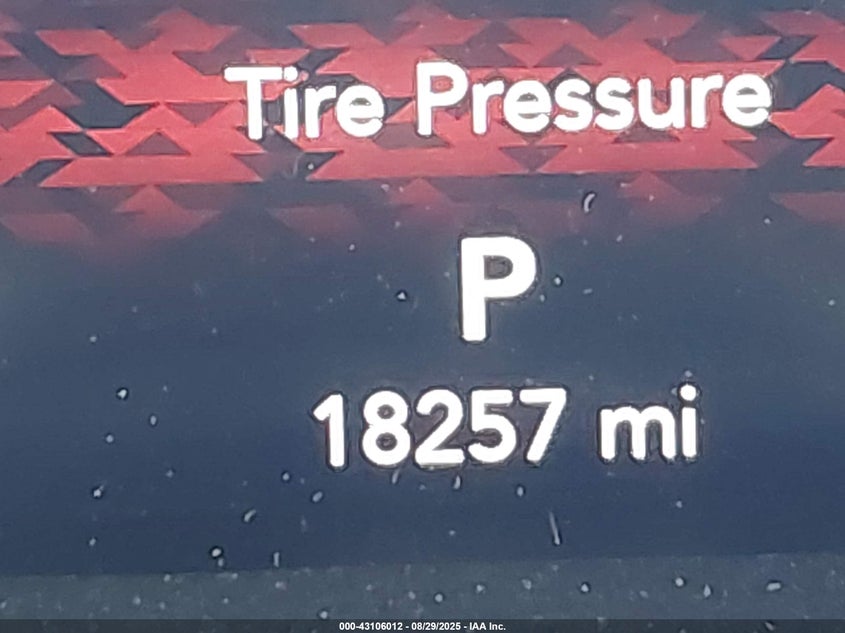 Tire Pressure
P
18257 mi
000-43106012 - 08/29/2025 - IAA Inc.